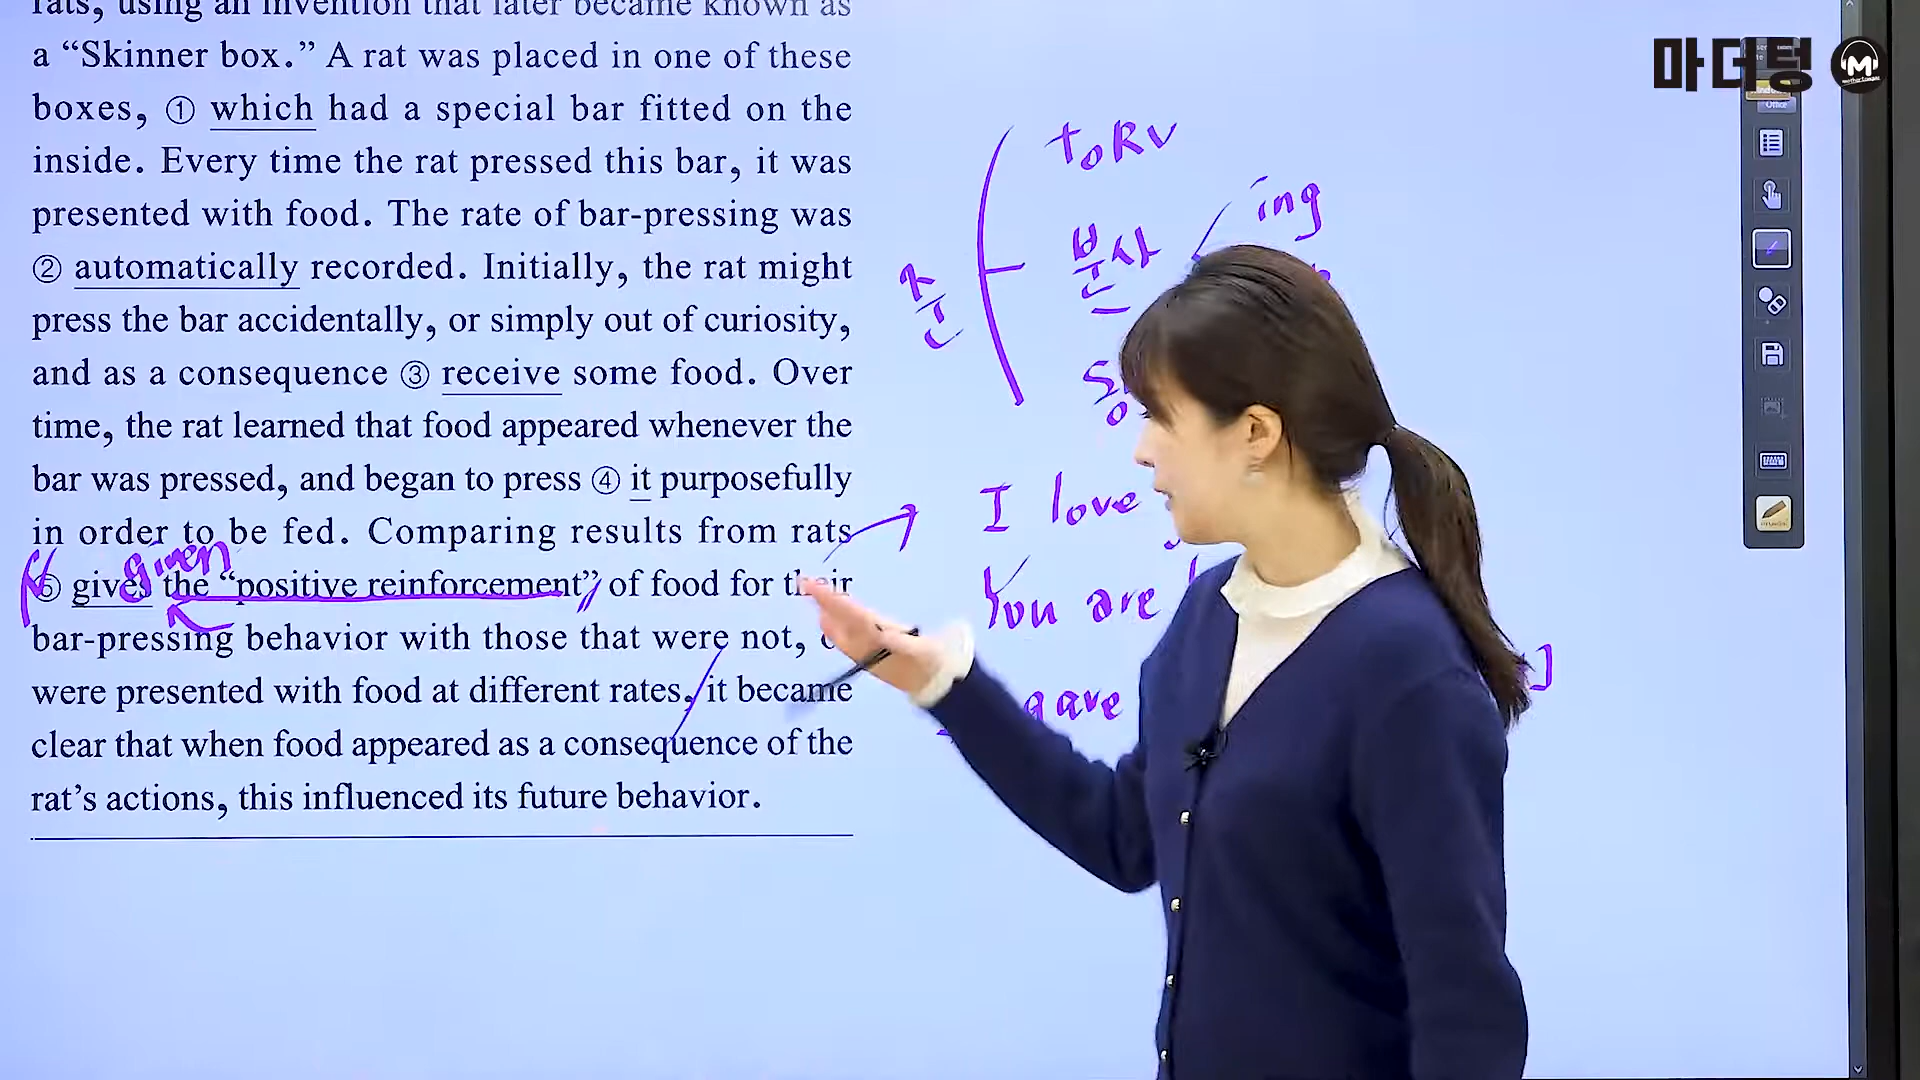 rats, using an invention that later became known as
a “Skinner box.” A rat was placed in one of these
boxes, ① which had a special bar fitted on the
inside. Every time the rat pressed this bar, it was
presented with food. The rate of bar-pressing was
② automatically recorded. Initially, the rat might
press the bar accidentally, or simply out of curiosity,
and as a consequence ③ receive some food. Over
time, the rat learned that food appeared whenever the
bar was pressed, and began to press ④ it purposefully
in order to be fed. Comparing results from rats
given
⑤ gives the “positive reinforcement” of food for their
bar-pressing behavior with those that were not,
were presented with food at different rates, it became
clear that when food appeared as a consequence of the
rat’s actions, this influenced its future behavior.
준
to RV
분사
ing
I love
You are
gave
마더텅
M
Office